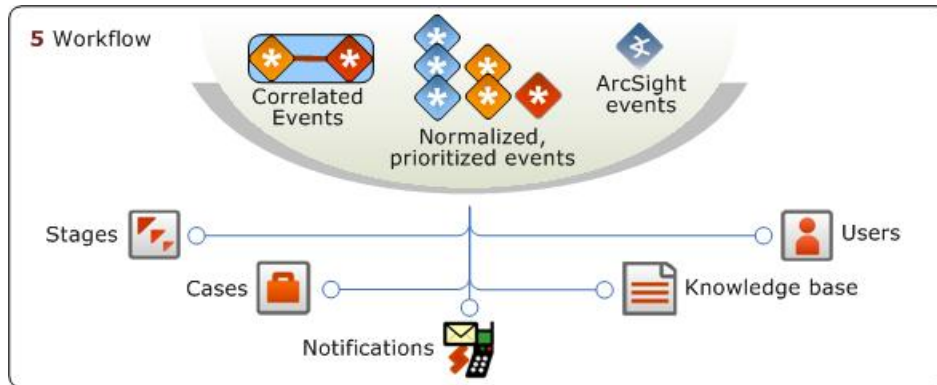 5 Workflow
Correlated
Events
Normalized,
prioritized events
ArcSight
events
Stages
Users
Cases
Knowledge base
Notifications